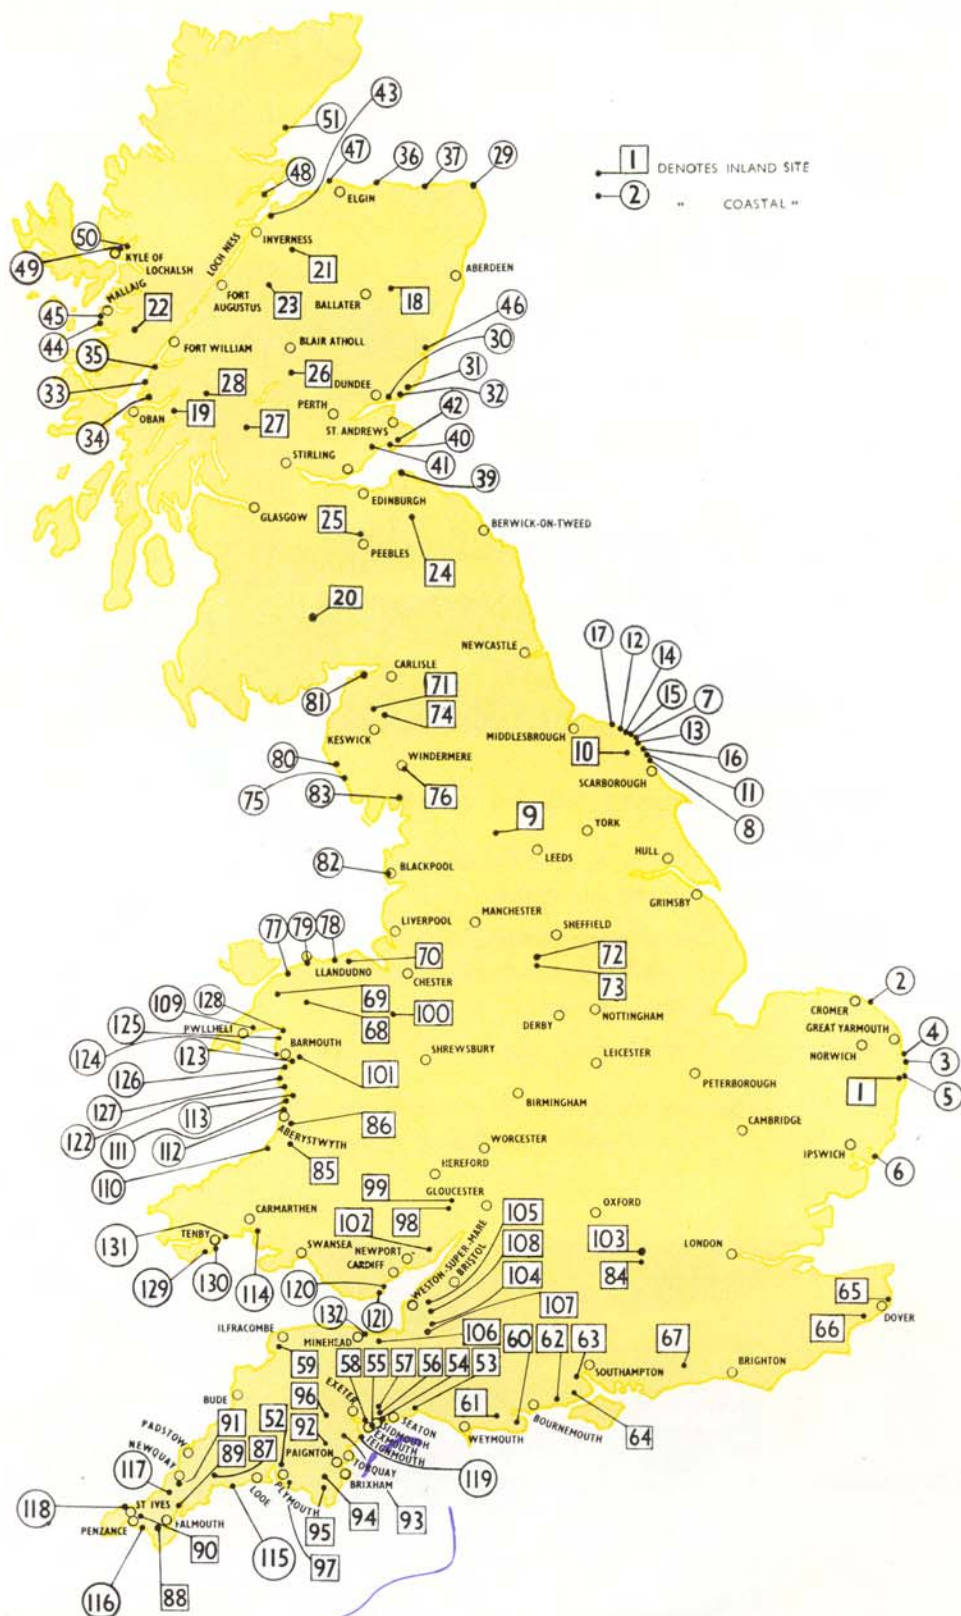 43
51
47
36
37
29
1 DENOTES INLAND SITE
2 " COASTAL "
48
ELGIN
INVERNESS
50
49
KYLE OF
LOCHALSH
LOCH NESS
21
ABERDEEN
MALLAIG
FORT
AUGUSTUS
23
BALLATER
18
45
22
46
44
30
35
FORT WILLIAM
BLAIR ATHOLL
33
28
26
DUNDEE
31
32
34
OBAN
19
27
PERTH
ST. ANDREWS
42
40
STIRLING
41
39
GLASGOW
EDINBURGH
25
BERWICK-ON-TWEED
PEEBLES
24
20
NEWCASTLE
17
12
14
15
7
13
16
11
8
CARLISLE
81
71
74
KESWICK
MIDDLESBROUGH
10
SCARBOROUGH
80
75
WINDERMERE
83
76
9
YORK
LEEDS
HULL
82
BLACKPOOL
GRIMSBY
LIVERPOOL
MANCHESTER
SHEFFIELD
77
79
78
LLANDUDNO
70
CHESTER
72
73
109
128
69
68
100
125
PWLLHELI
DERBY
NOTTINGHAM
CROMER
2
GREAT YARMOUTH
NORWICH
4
3
5
1
124
123
BARMOUTH
126
101
SHREWSBURY
LEICESTER
PETERBOROUGH
127
113
122
111
112
86
ABERYSTWYTH
BIRMINGHAM
CAMBRIDGE
IPSWICH
6
110
85
WORCESTER
HEREFORD
99
GLOUCESTER
CARMARTHEN
102
98
OXFORD
105
131
TENBY
SWANSEA
NEWPORT
CARDIFF
WESTON-SUPER-MARE
BRISTOL
108
103
LONDON
84
129
130
114
120
121
104
107
65
DOVER
66
ILFRACOMBE
132
MINEHEAD
106
60
62
63
67
59
58
55
57
56
54
53
SOUTHAMPTON
BRIGHTON
BUDE
96
EXETER
SEATON
SIDMOUTH
EXMOUTH
TEIGNMOUTH
61
WEYMOUTH
BOURNEMOUTH
64
PADSTOW
91
52
92
NEWQUAY
89
87
PAIGNTON
TORQUAY
BRIXHAM
119
117
118
ST IVES
LOOE
PLYMOUTH
PENZANCE
FALMOUTH
90
115
95
94
93
97
116
88